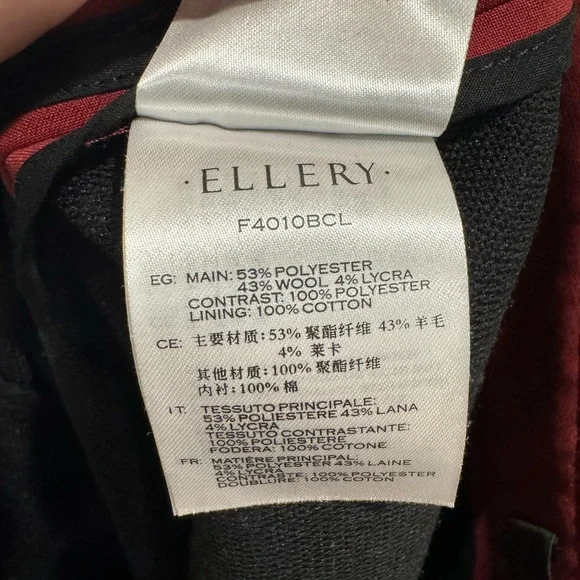 ·ELLERY·
F4010BCL
EG: MAIN: 53% POLYESTER
43% WOOL 4% LYCRA
CONTRAST: 100% POLYESTER
LINING: 100% COTTON
CE: 主要材质:53% 聚酯纤维 43% 羊毛
4% 莱卡
其他材质:100% 聚酯纤维
内衬:100% 棉
IT: TESSUTO PRINCIPALE:
53% POLIESTERE 43% LANA
4% LYCRA
TESSUTO CONTRASTANTE:
100% POLIESTERE
FODERA: 100% COTONE
FR: MATIÈRE PRINCIPAL:
53% POLYESTER 43% LAINE
4% LYCRA
CONTRASTE: 100% POLYESTER
DOUBLURE: 100% COTTON